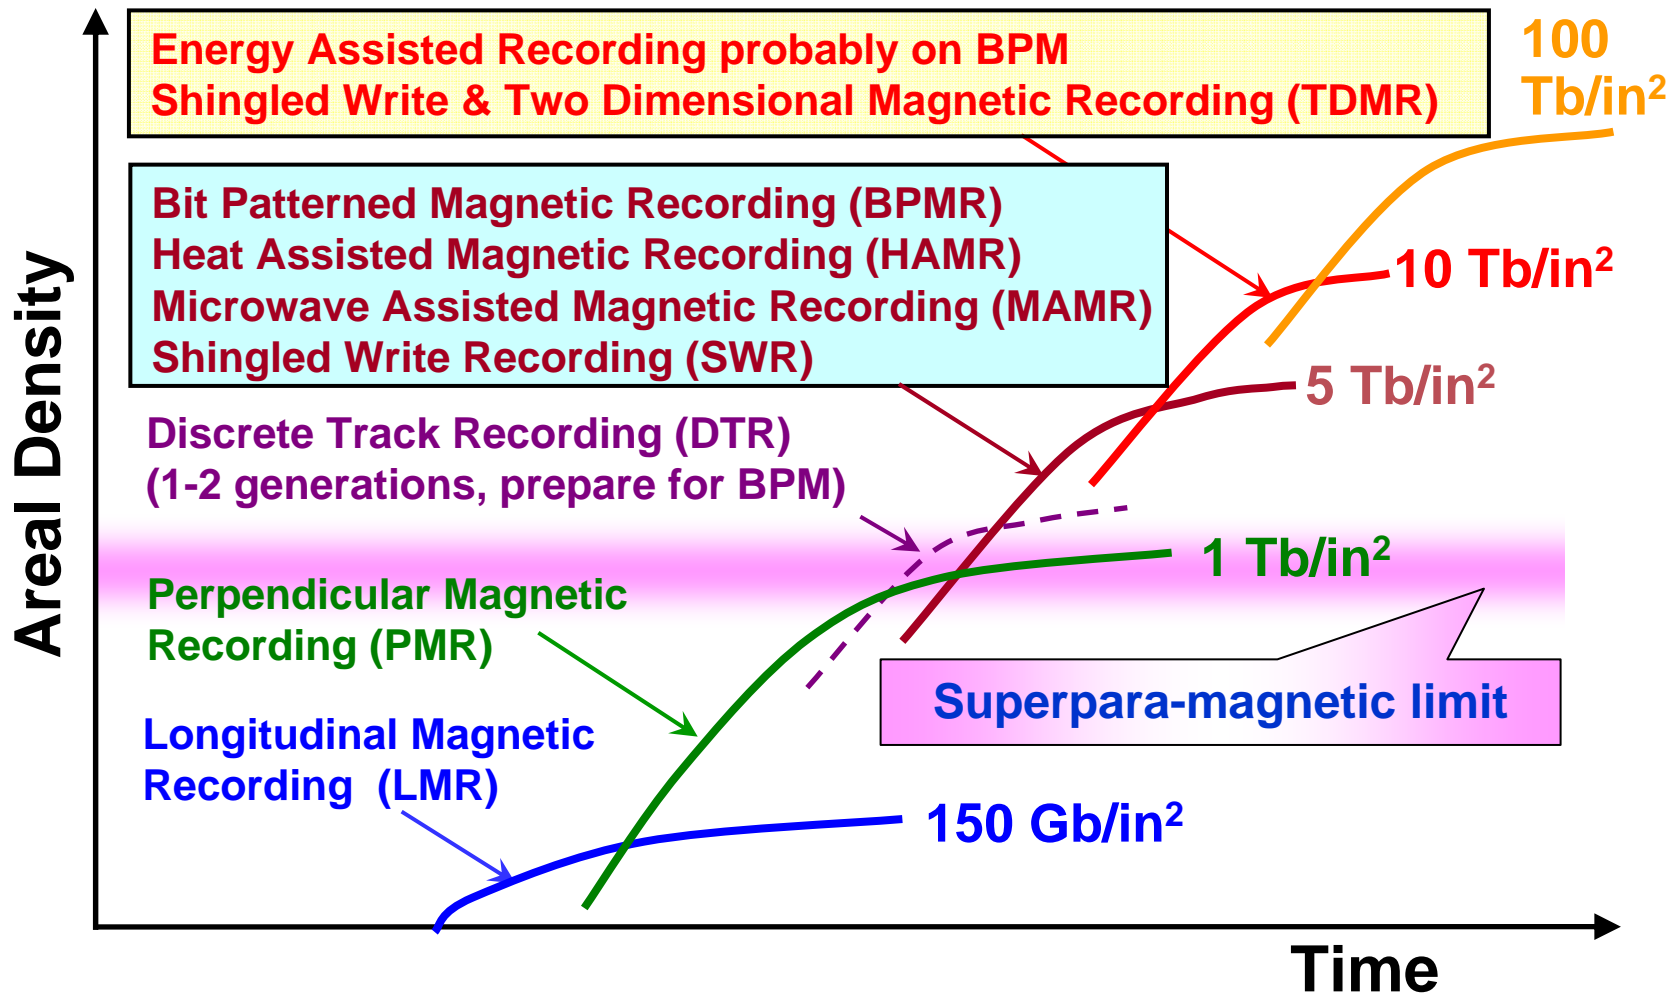 Energy Assisted Recording probably on BPM
Shingled Write & Two Dimensional Magnetic Recording (TDMR)
100
Tb/in²
Bit Patterned Magnetic Recording (BPMR)
Heat Assisted Magnetic Recording (HAMR)
Microwave Assisted Magnetic Recording (MAMR)
Shingled Write Recording (SWR)
10 Tb/in²
5 Tb/in²
Discrete Track Recording (DTR)
(1-2 generations, prepare for BPM)
1 Tb/in²
Perpendicular Magnetic
Recording (PMR)
Superpara-magnetic limit
Longitudinal Magnetic
Recording (LMR)
150 Gb/in²
Areal Density
Time